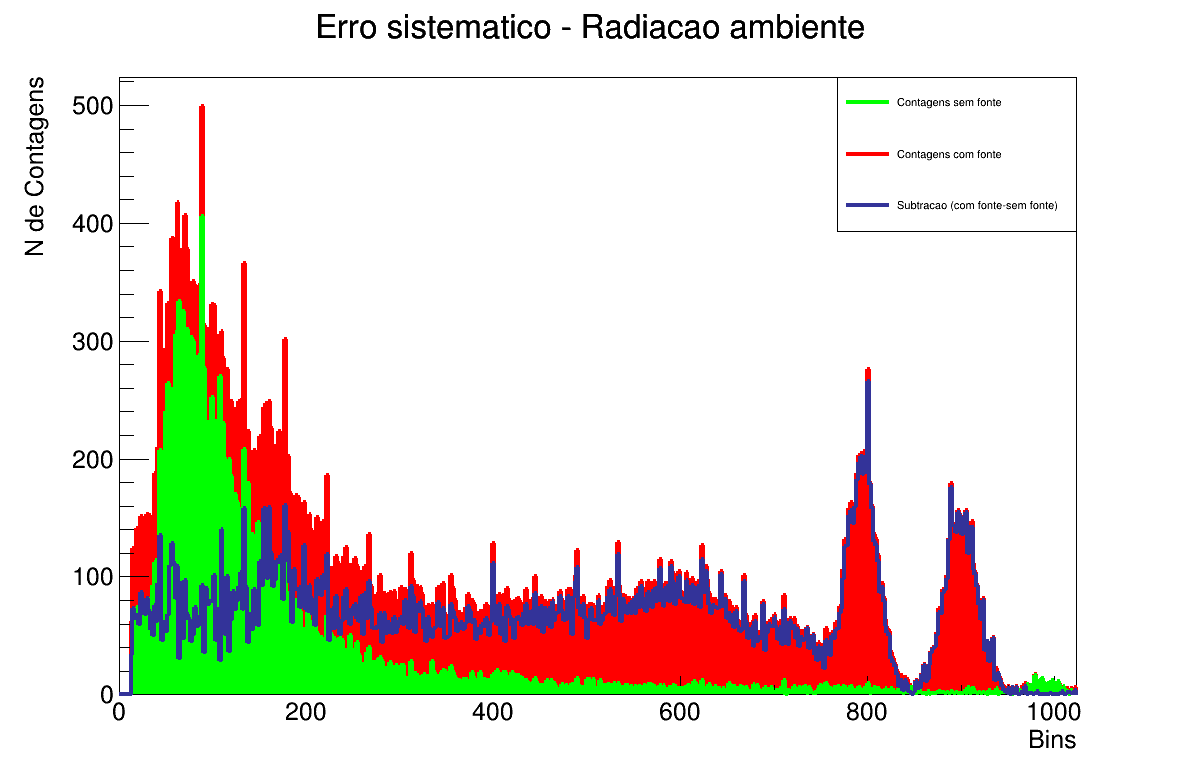 Erro sistematico - Radiacao ambiente
N de Contagens
500
400
300
200
100
0
Contagens sem fonte
Contagens com fonte
Subtracao (com fonte-sem fonte)
0 200 400 600 800 1000
Bins